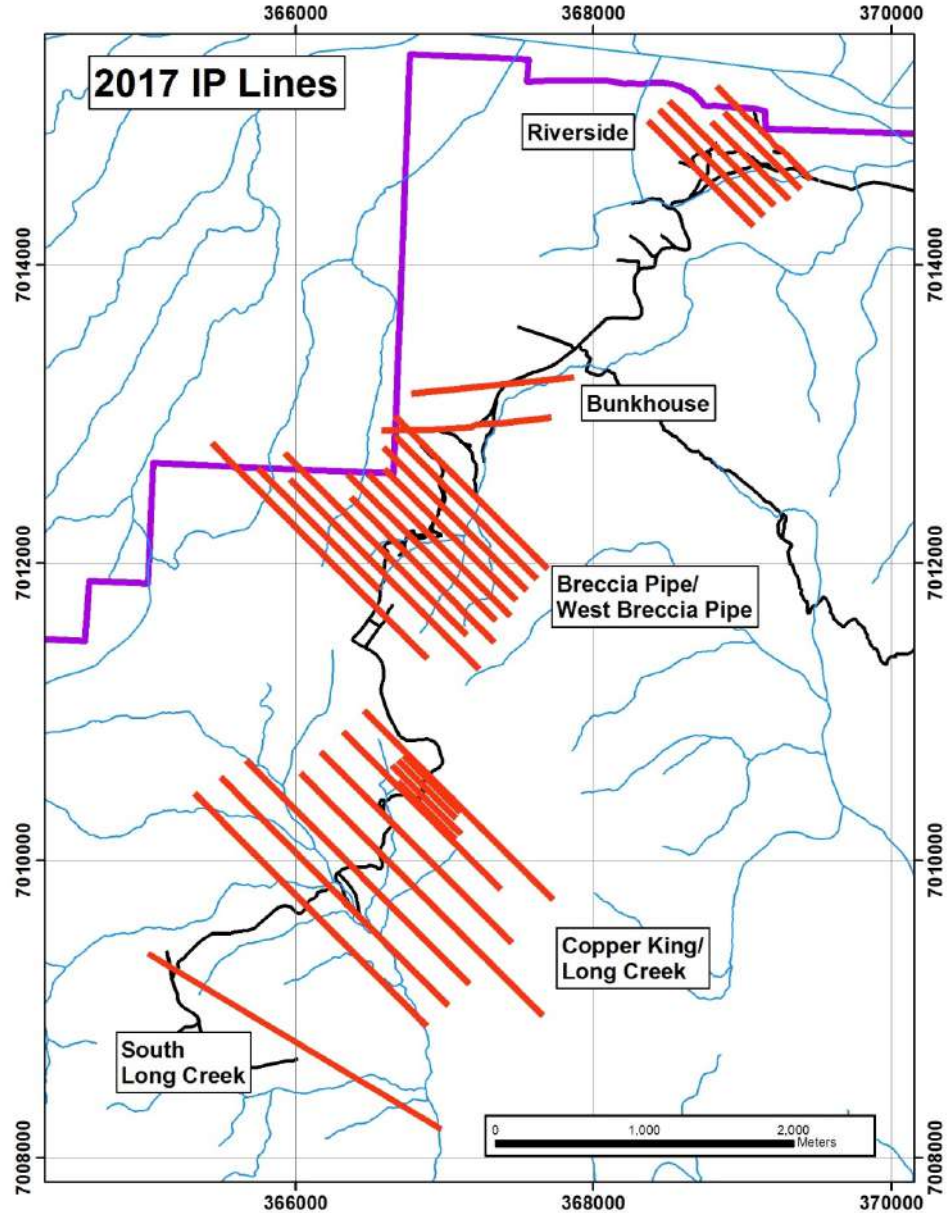 366000
368000
370000
2017 IP Lines
Riverside
7014000
7014000
Bunkhouse
7012000
7012000
Breccia Pipe/
West Breccia Pipe
7010000
7010000
Copper King/
Long Creek
South
Long Creek
0
1,000
2,000
Meters
7008000
7008000
366000
368000
370000